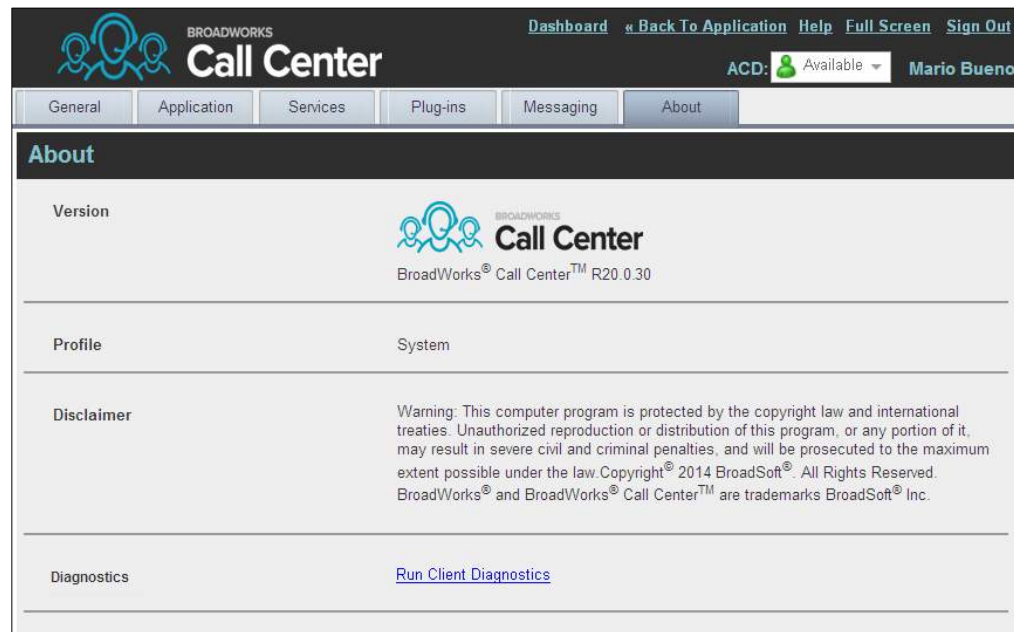 BROADWORKS
Call Center
Dashboard « Back To Application Help Full Screen Sign Out
ACD: Available Mario Bueno
General Application Services Plug-ins Messaging About
About
Version
BROADWORKS
Call Center
BroadWorks® Call Center™ R20.0.30
Profile System
Disclaimer
Warning: This computer program is protected by the copyright law and international
treaties. Unauthorized reproduction or distribution of this program, or any portion of it,
may result in severe civil and criminal penalties, and will be prosecuted to the maximum
extent possible under the law.Copyright© 2014 BroadSoft®. All Rights Reserved.
BroadWorks® and BroadWorks® Call Center™ are trademarks BroadSoft® Inc.
Diagnostics Run Client Diagnostics